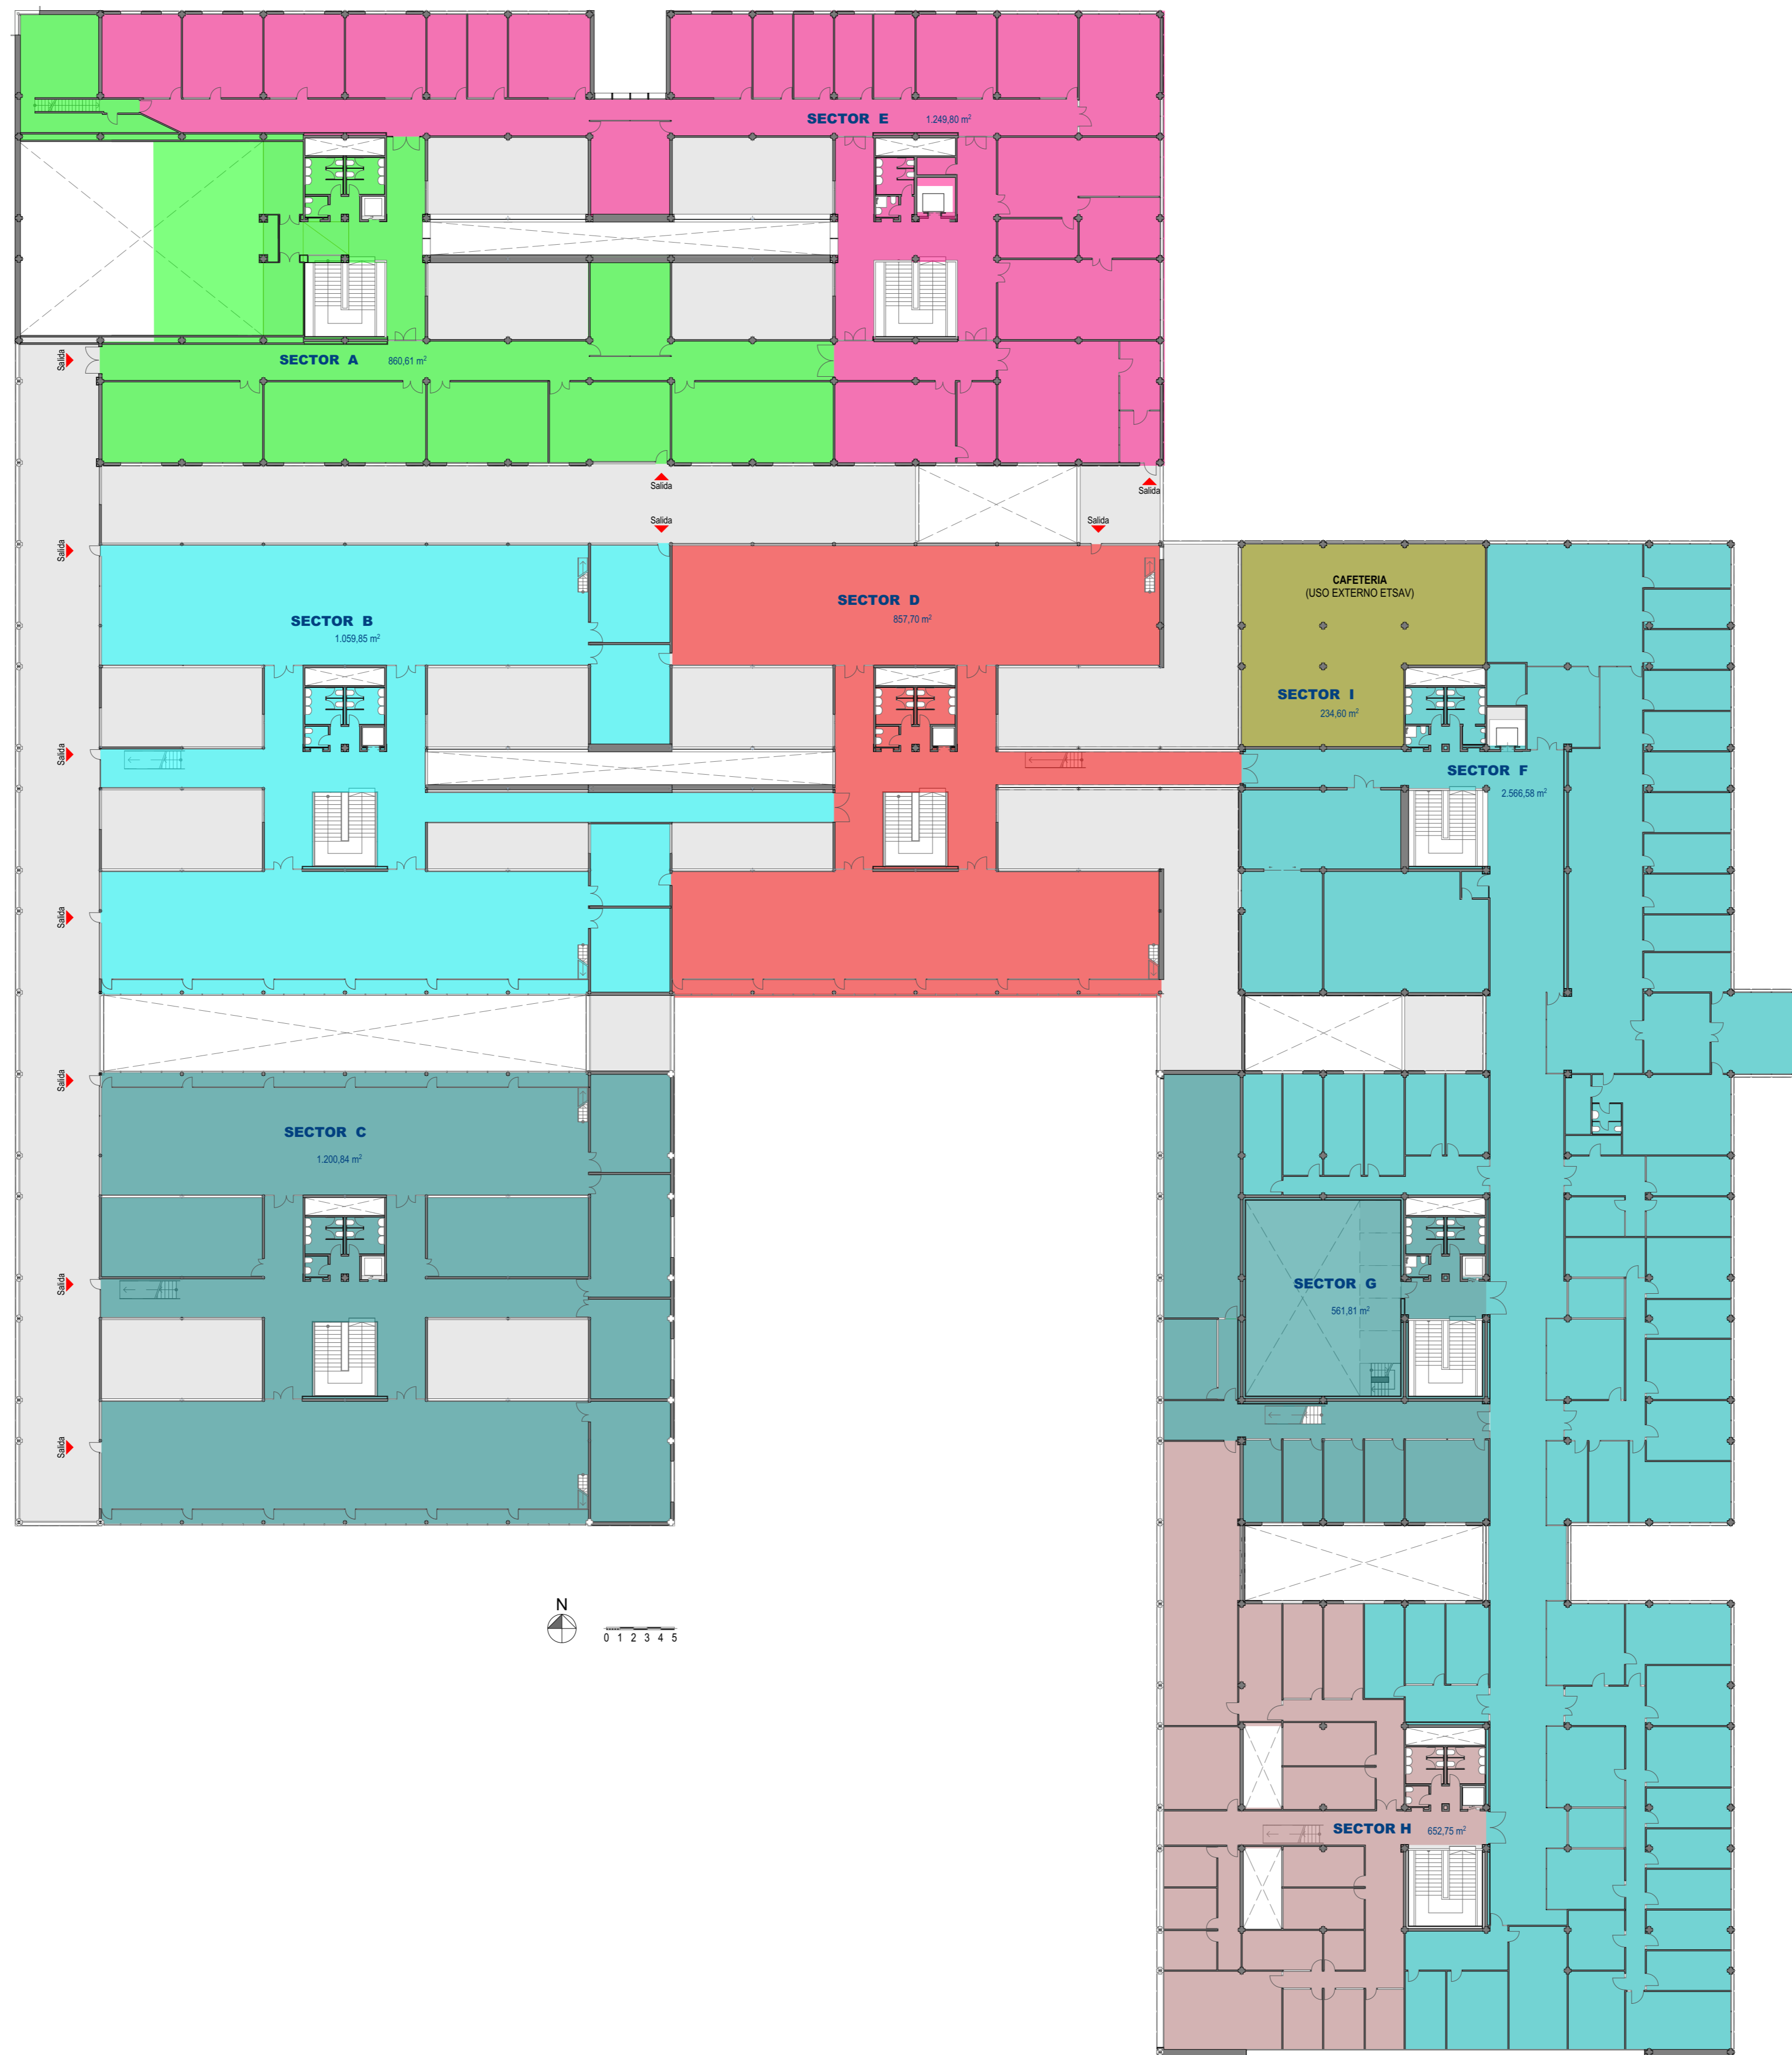 SECTOR E 1.249,80 m²
Salida
SECTOR A 860,61 m²
Salida
Salida
Salida
Salida
Salida
CAFETERIA
(USO EXTERNO ETSAV)
SECTOR D
857,70 m²
SECTOR B
1.059,85 m²
SECTOR I
234,60 m²
Salida
SECTOR F
2.566,58 m²
Salida
Salida
SECTOR C
1.200,84 m²
Salida
SECTOR G
561,81 m²
Salida
N
0 1 2 3 4 5
SECTOR H 652,75 m²